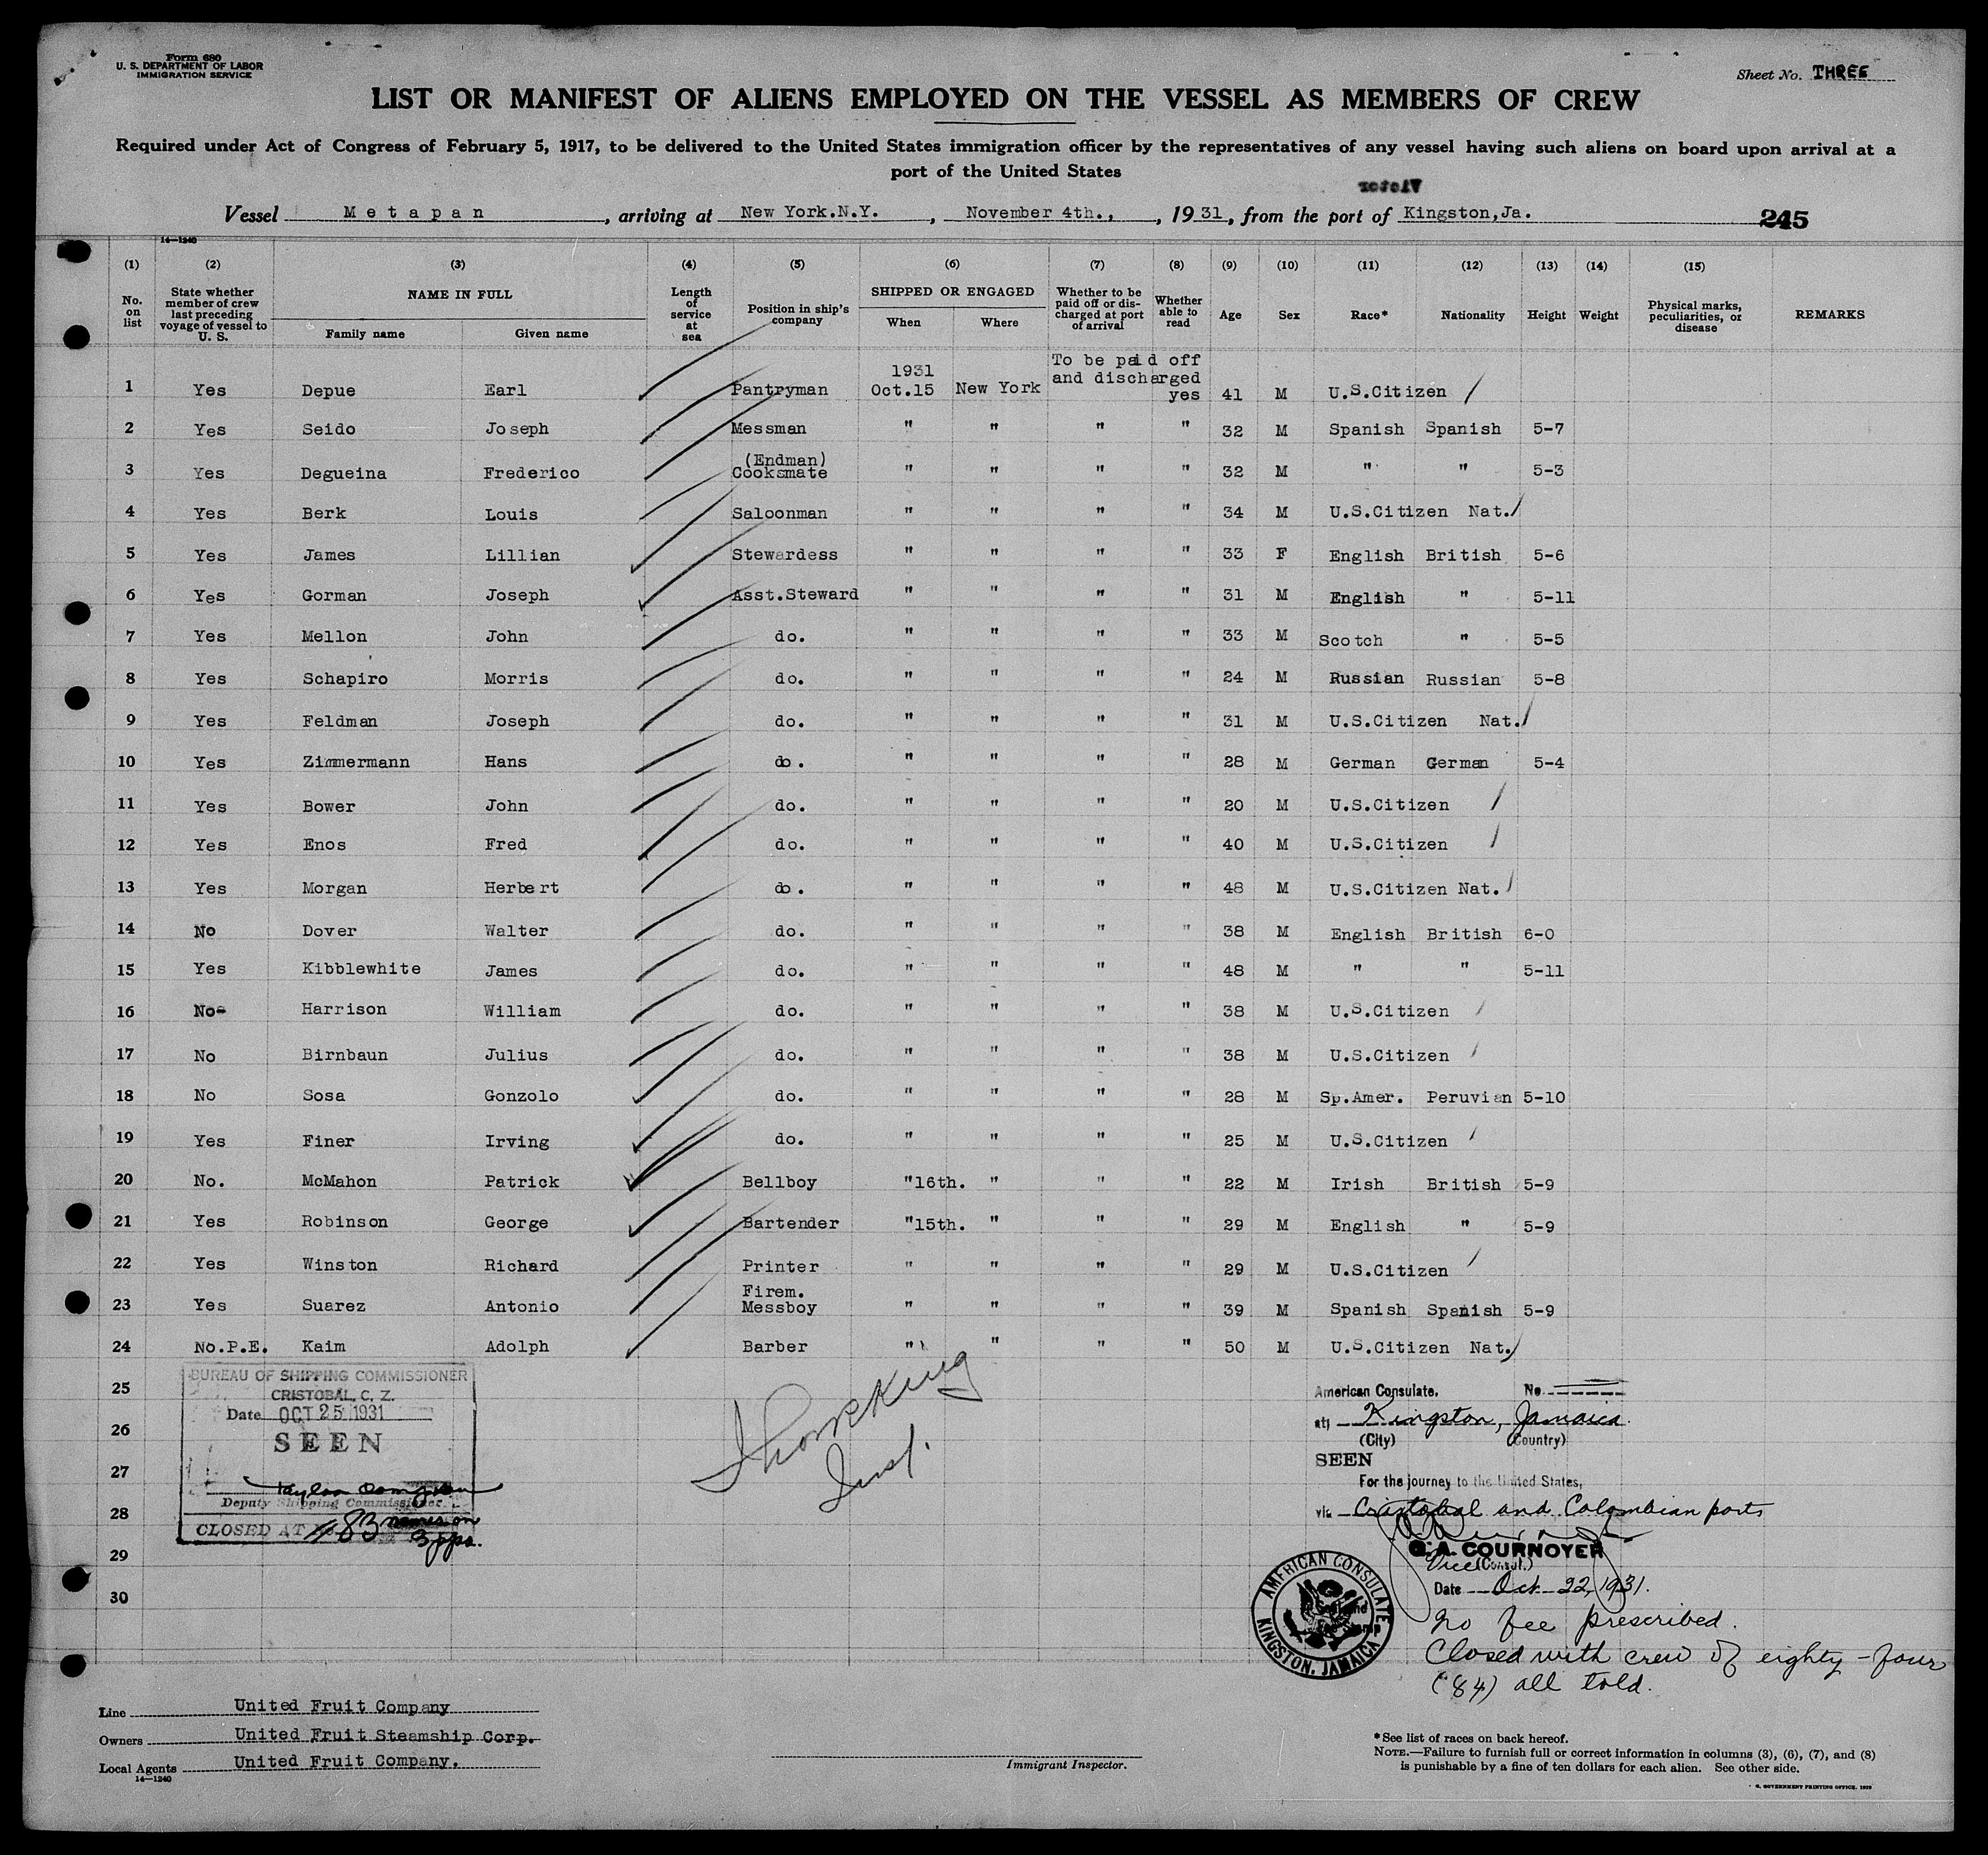 Form 680
U. S. DEPARTMENT OF LABOR
IMMIGRATION SERVICE
Sheet No. THREE
LIST OR MANIFEST OF ALIENS EMPLOYED ON THE VESSEL AS MEMBERS OF CREW
Required under Act of Congress of February 5, 1917, to be delivered to the United States immigration officer by the representatives of any vessel having such aliens on board upon arrival at a
port of the United States
Vessel Metapan, arriving at New York.N.Y., November 4th., 1931, from the port of Kingston,Ja.
245
14—1240
(1) (2) (3) (4) (5) (6) (7) (8) (9) (10) (11) (12) (13) (14) (15)
No. on list | State whether member of crew last preceding voyage of vessel to U. S. | NAME IN FULL | Family name | Given name | Length of service at sea | Position in ship's company | SHIPPED OR ENGAGED | When | Where | Whether to be paid off or discharged at port of arrival | Whether able to read | Age | Sex | Race* | Nationality | Height | Weight | Physical marks, peculiarities, or disease | REMARKS
1 Yes Depue Earl Pantryman 1931 Oct.15 New York To be paid off and discharged yes 41 M U.S.Citizen
2 Yes Seido Joseph Messman " " " " 32 M Spanish Spanish 5-7
3 Yes Degueina Frederico (Endman) Cooksmate " " " " 32 M " " 5-3
4 Yes Berk Louis Saloonman " " " " 34 M U.S.Citizen Nat.
5 Yes James Lillian Stewardess " " " " 33 F English British 5-6
6 Yes Gorman Joseph Asst.Steward " " " " 31 M English " 5-11
7 Yes Mellon John do. " " " " 33 M Scotch " 5-5
8 Yes Schapiro Morris do. " " " " 24 M Russian Russian 5-8
9 Yes Feldman Joseph do. " " " " 31 M U.S.Citizen Nat.
10 Yes Zimmermann Hans do. " " " " 28 M German German 5-4
11 Yes Bower John do. " " " " 20 M U.S.Citizen
12 Yes Enos Fred do. " " " " 40 M U.S.Citizen
13 Yes Morgan Herbert do. " " " " 48 M U.S.Citizen Nat.
14 No Dover Walter do. " " " " 38 M English British 6-0
15 Yes Kibblewhite James do. " " " " 48 M " " 5-11
16 No Harrison William do. " " " " 38 M U.S.Citizen
17 No Birnbaun Julius do. " " " " 38 M U.S.Citizen
18 No Sosa Gonzolo do. " " " " 28 M Sp.Amer. Peruvian 5-10
19 Yes Finer Irving do. " " " " 25 M U.S.Citizen
20 No. McMahon Patrick Bellboy "16th. " " " 22 M Irish British 5-9
21 Yes Robinson George Bartender "15th. " " " 29 M English " 5-9
22 Yes Winston Richard Printer " " " " 29 M U.S.Citizen
23 Yes Suarez Antonio Firem. Messboy " " " " 39 M Spanish Spanish 5-9
24 No.P.E. Kaim Adolph Barber " " " " 50 M U.S.Citizen Nat.
25
26
27
28
29
30
BUREAU OF SHIPPING COMMISSIONER
CRISTOBAL, C. Z.
Date OCT 25 1931
SEEN
Deputy Shipping Commissioner
CLOSED AT 83 names on
3 pps.
Insp.
American Consulate, No.
at Kingston, Jamaica.
(City) (Country)
SEEN
For the journey to the United States,
via Cristobal and Colombian ports
G. A. COURNOYER
Vice (Consul.)
Date Oct 22, 1931.
No fee prescribed.
Closed with crew of eighty-four
(84) all told.
AMERICAN CONSULATE
KINGSTON, JAMAICA
Line United Fruit Company
Owners United Fruit Steamship Corp.
Local Agents United Fruit Company.
14—1240
Immigrant Inspector.
*See list of races on back hereof.
NOTE.—Failure to furnish full or correct information in columns (3), (6), (7), and (8)
is punishable by a fine of ten dollars for each alien. See other side.
GOVERNMENT PRINTING OFFICE: 1929